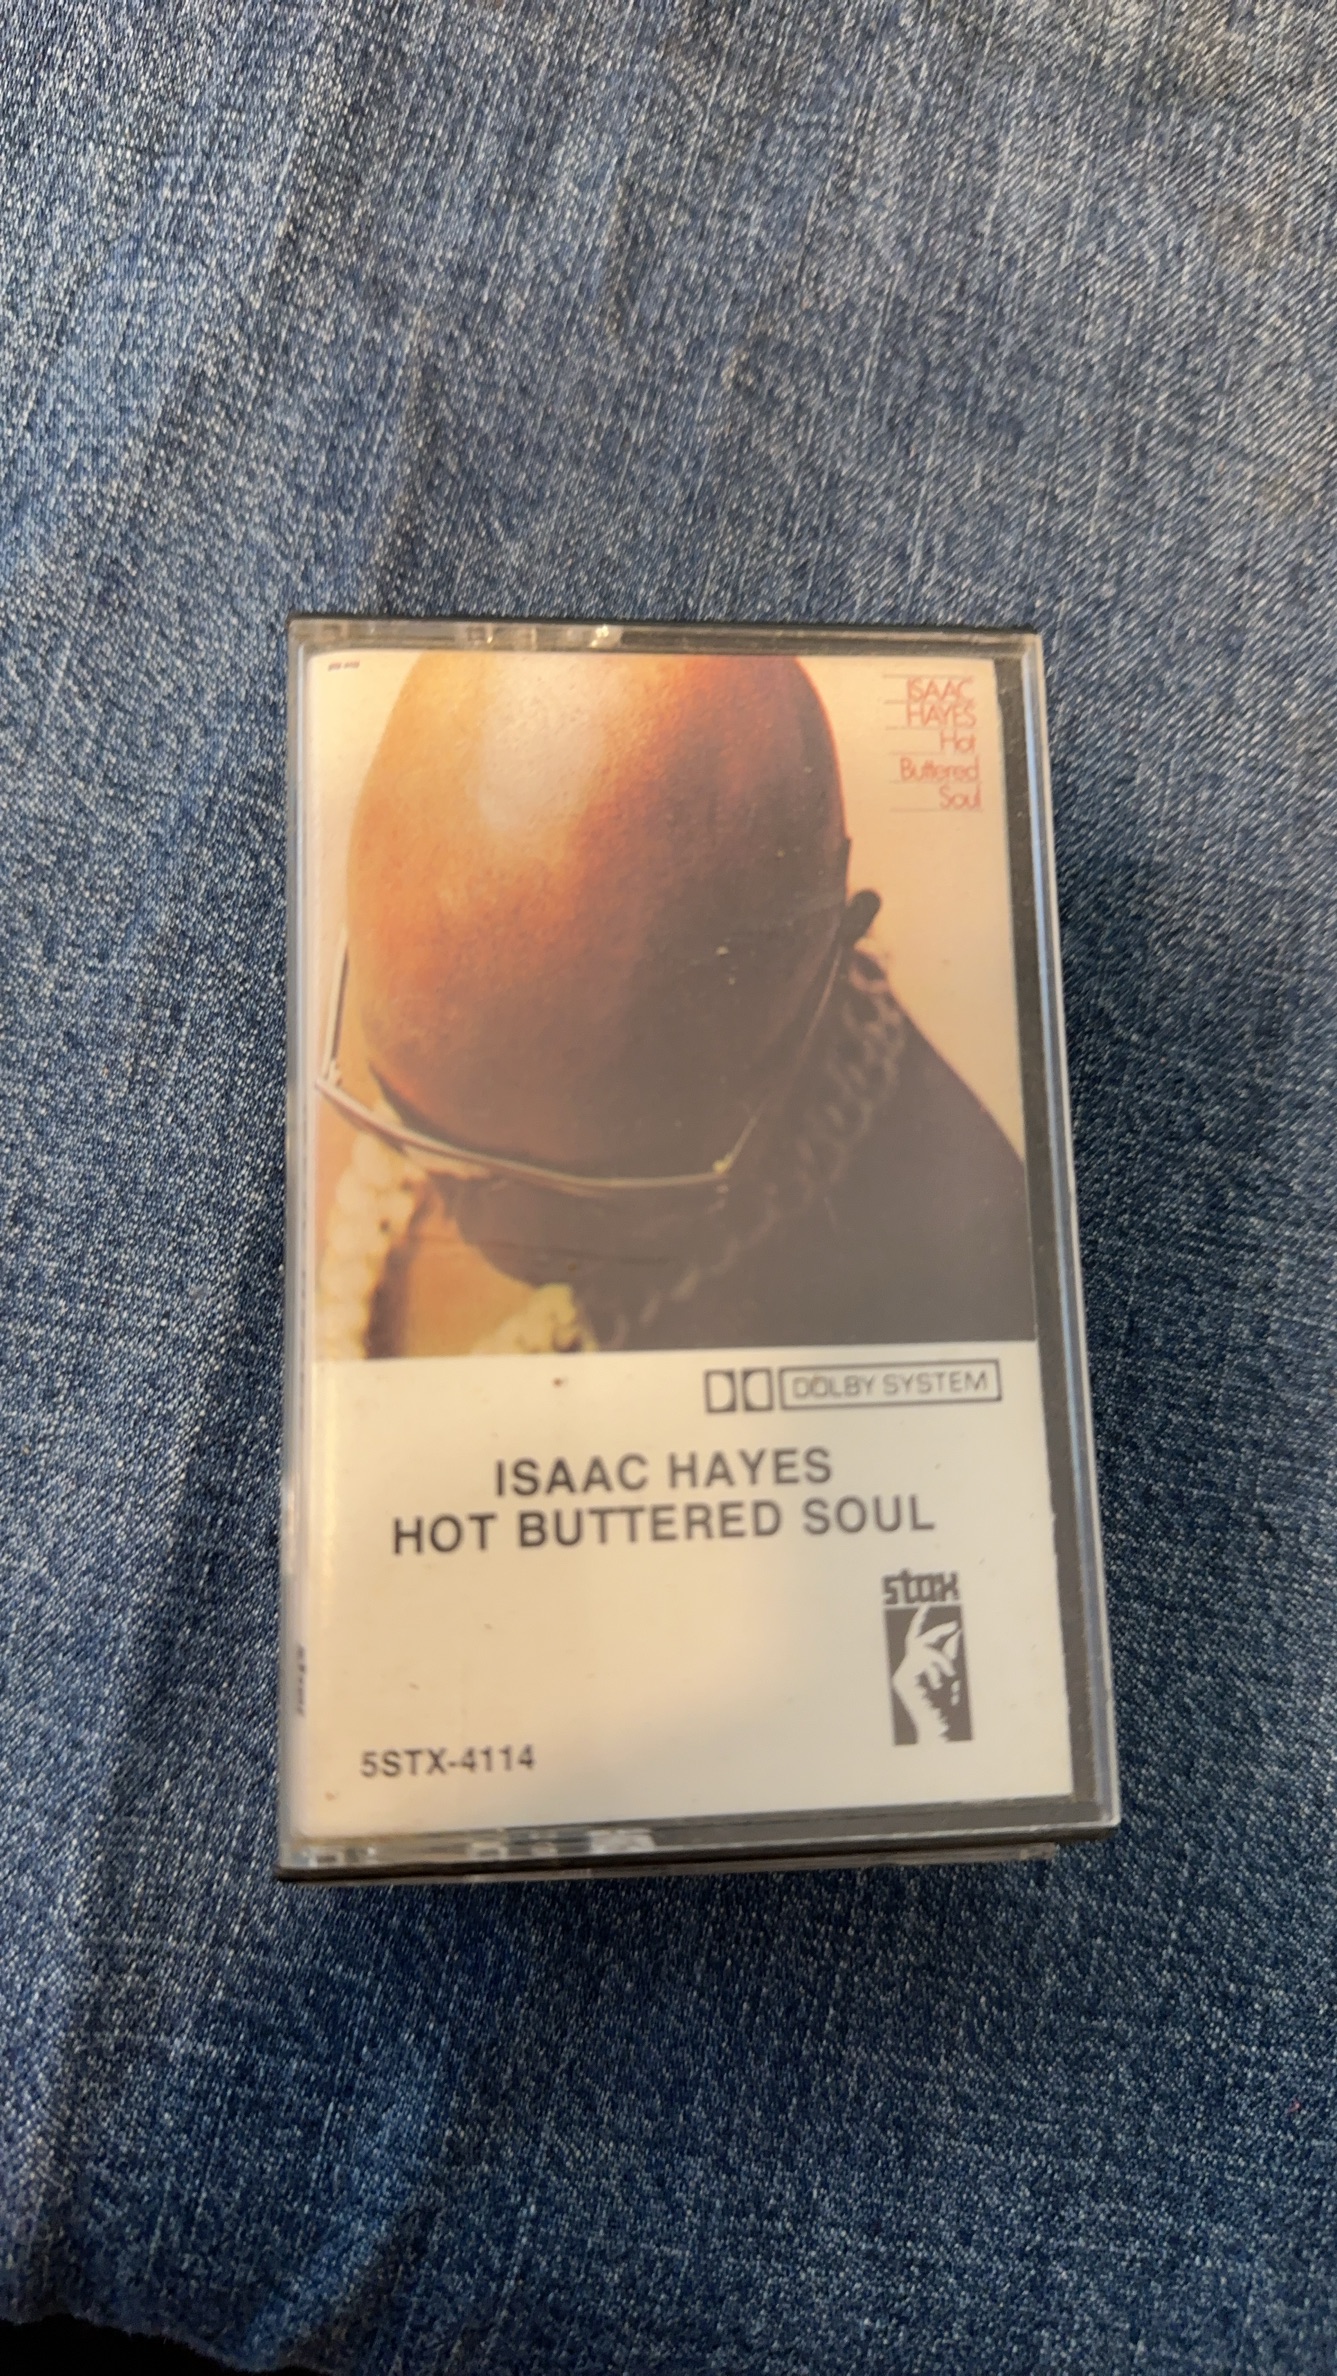 ISAAC
HAYES
Hot
Buttered
Soul
DOLBY SYSTEM
ISAAC HAYES
HOT BUTTERED SOUL
stax
5STX-4114